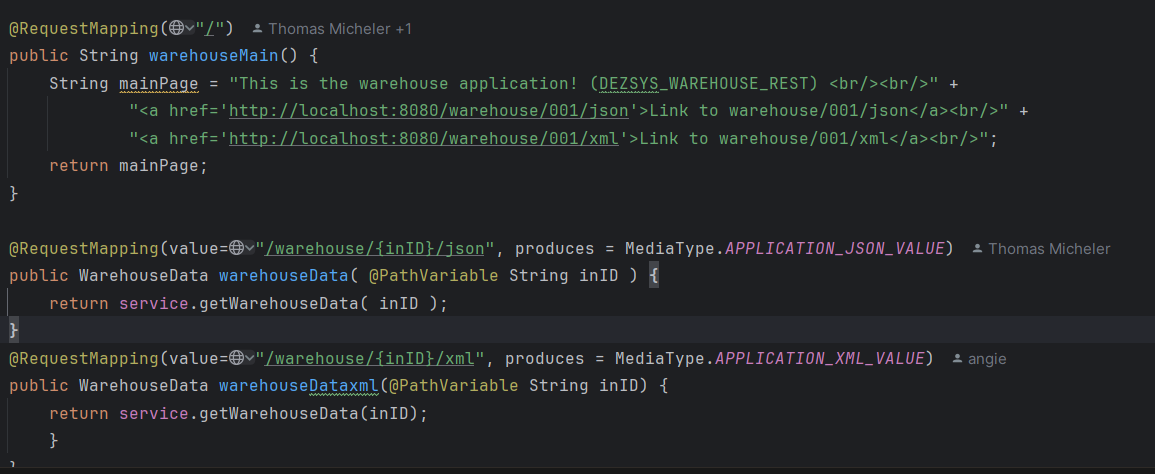 @RequestMapping("/") Thomas Micheler +1
public String warehouseMain() {
    String mainPage = "This is the warehouse application! (DEZSYS_WAREHOUSE_REST) <br/><br/>" +
            "<a href='http://localhost:8080/warehouse/001/json'>Link to warehouse/001/json</a><br/>" +
            "<a href='http://localhost:8080/warehouse/001/xml'>Link to warehouse/001/xml</a><br/>";
    return mainPage;
}
@RequestMapping(value="/warehouse/{inID}/json", produces = MediaType.APPLICATION_JSON_VALUE) Thomas Micheler
public WarehouseData warehouseData( @PathVariable String inID ) {
    return service.getWarehouseData( inID );
}
@RequestMapping(value="/warehouse/{inID}/xml", produces = MediaType.APPLICATION_XML_VALUE) angie
public WarehouseData warehouseDataxml(@PathVariable String inID) {
    return service.getWarehouseData(inID);
    }
}